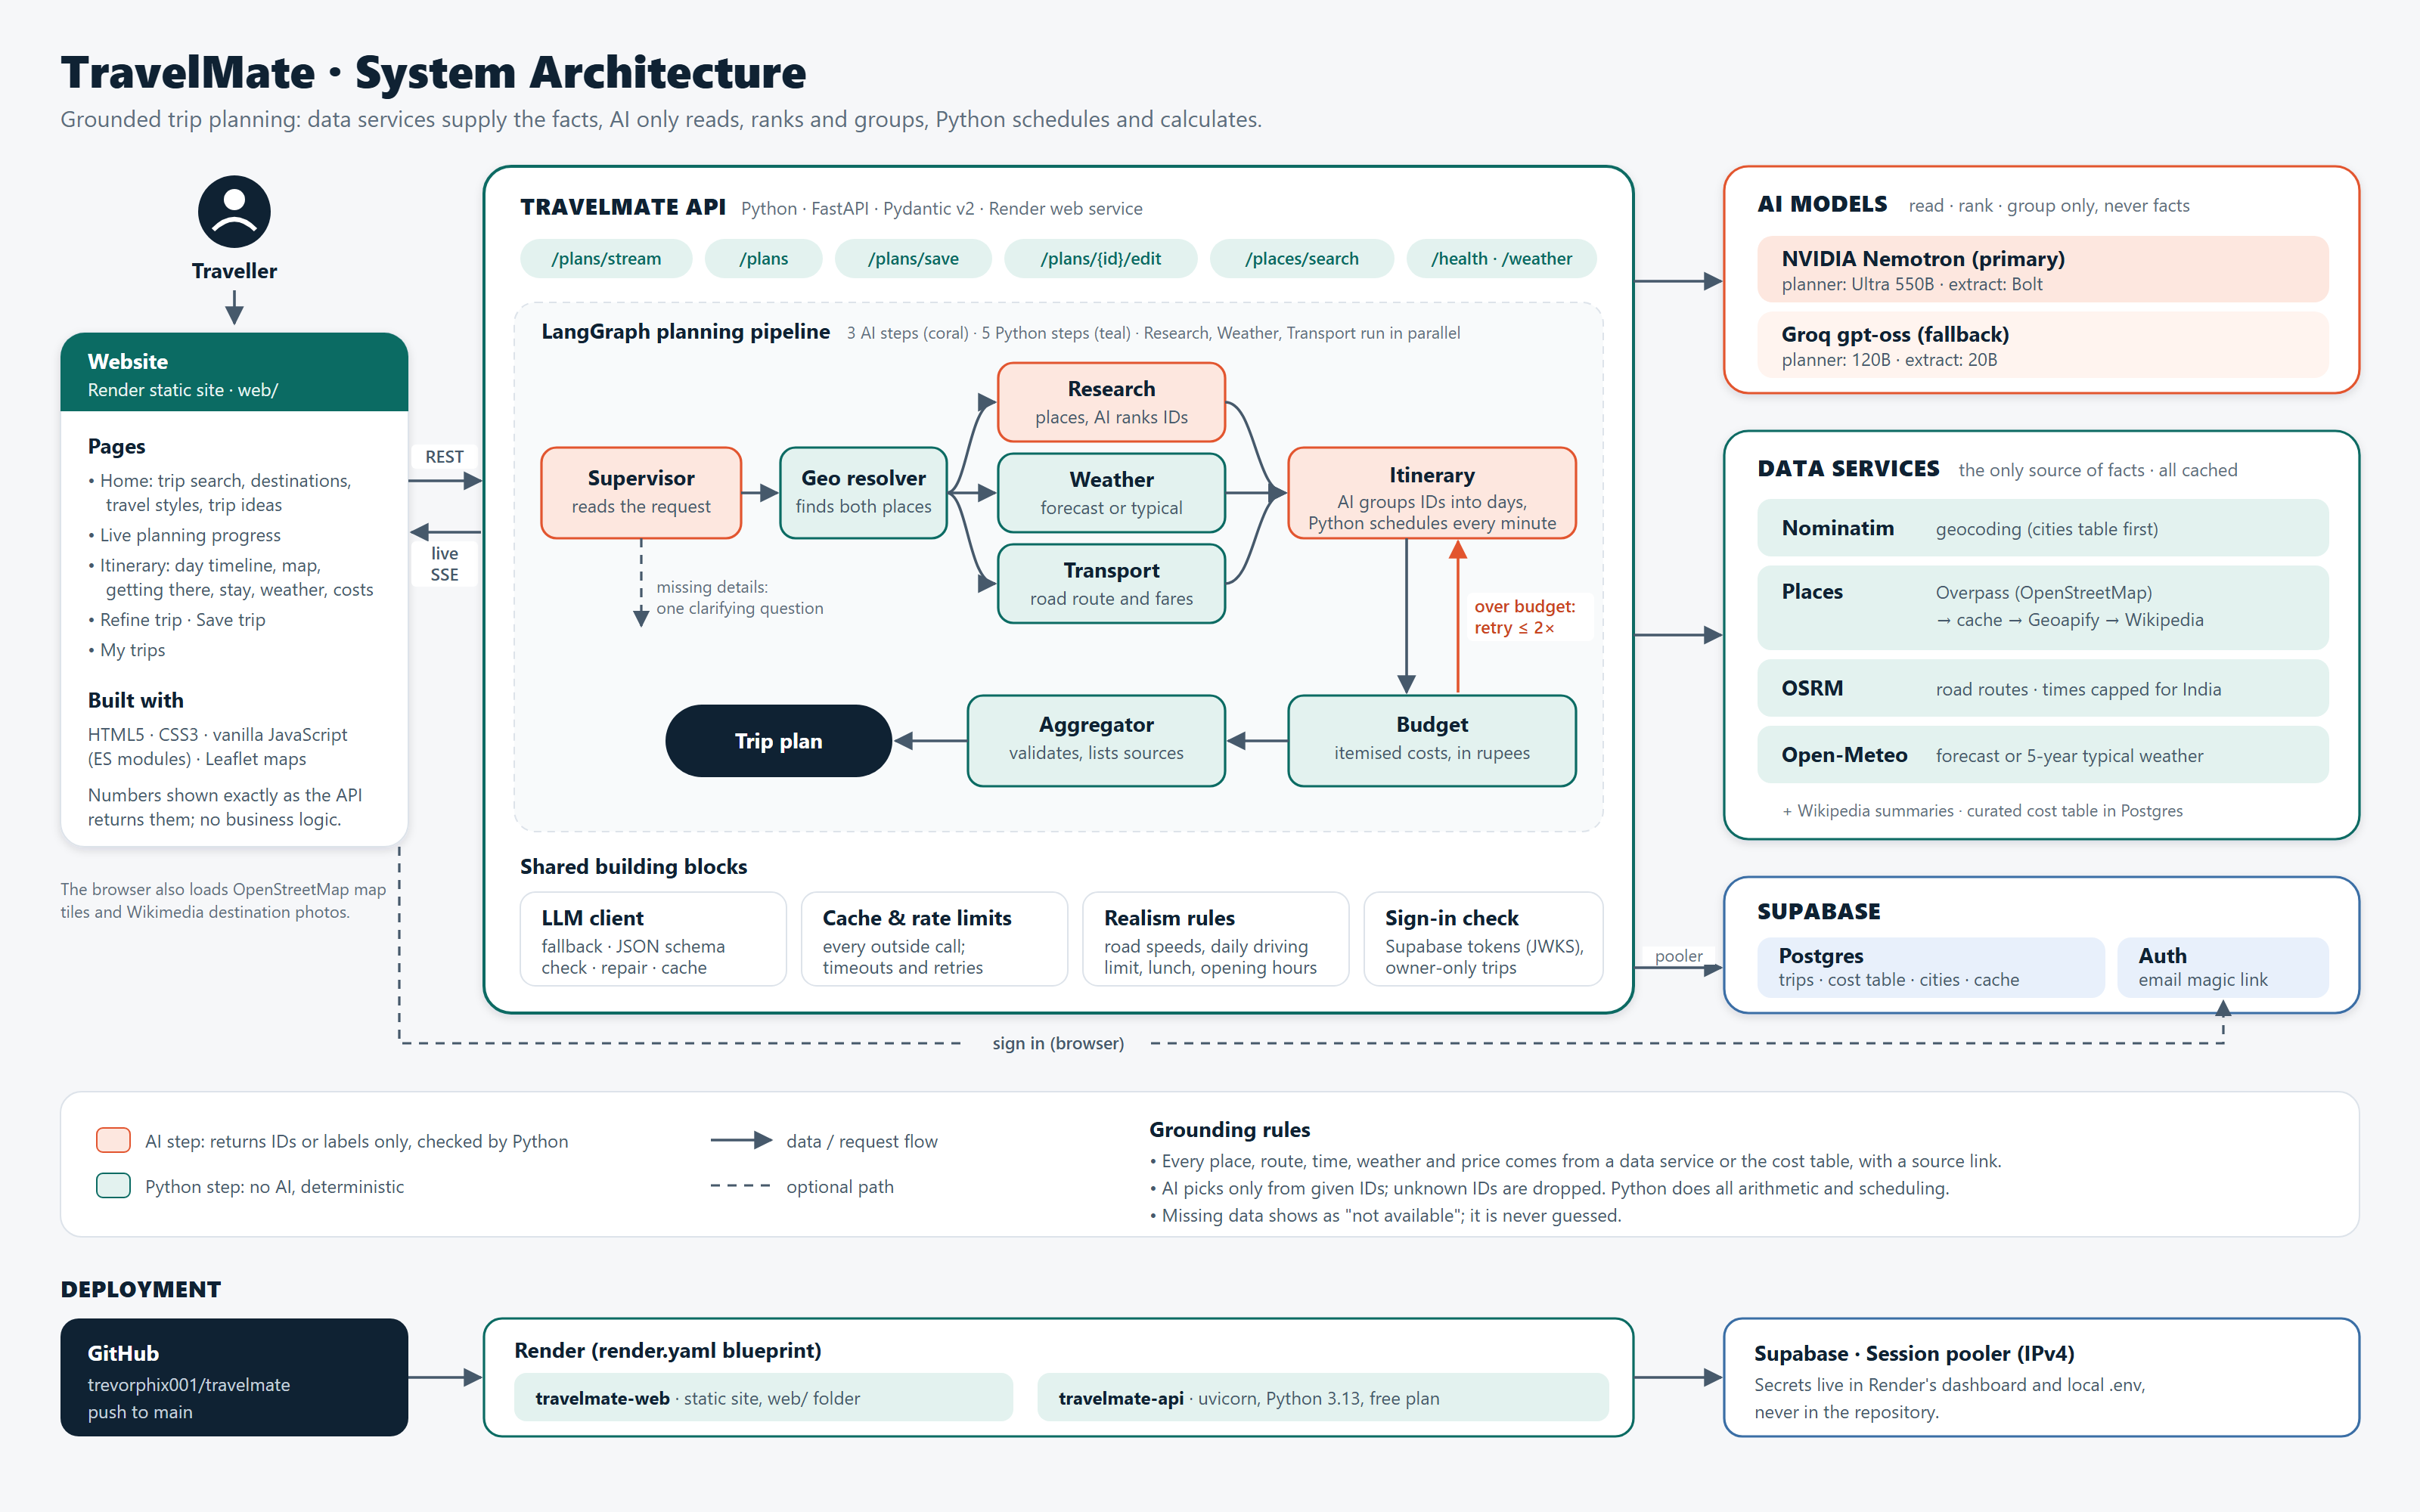 TravelMate · System Architecture
Grounded trip planning: data services supply the facts, AI only reads, ranks and groups, Python schedules and calculates.
Traveller
Website
Render static site · web/
Pages
• Home: trip search, destinations,
travel styles, trip ideas
• Live planning progress
• Itinerary: day timeline, map,
getting there, stay, weather, costs
• Refine trip · Save trip
• My trips
Built with
HTML5 · CSS3 · vanilla JavaScript
(ES modules) · Leaflet maps
Numbers shown exactly as the API
returns them; no business logic.
The browser also loads OpenStreetMap map
tiles and Wikimedia destination photos.
REST
live
SSE
TRAVELMATE API Python · FastAPI · Pydantic v2 · Render web service
/plans/stream
/plans
/plans/save
/plans/{id}/edit
/places/search
/health · /weather
LangGraph planning pipeline 3 AI steps (coral) · 5 Python steps (teal) · Research, Weather, Transport run in parallel
Supervisor
reads the request
Geo resolver
finds both places
Research
places, AI ranks IDs
Weather
forecast or typical
Transport
road route and fares
Itinerary
AI groups IDs into days,
Python schedules every minute
missing details:
one clarifying question
over budget:
retry ≤ 2×
Trip plan
Aggregator
validates, lists sources
Budget
itemised costs, in rupees
Shared building blocks
LLM client
fallback · JSON schema
check · repair · cache
Cache & rate limits
every outside call;
timeouts and retries
Realism rules
road speeds, daily driving
limit, lunch, opening hours
Sign-in check
Supabase tokens (JWKS),
owner-only trips
AI MODELS read · rank · group only, never facts
NVIDIA Nemotron (primary)
planner: Ultra 550B · extract: Bolt
Groq gpt-oss (fallback)
planner: 120B · extract: 20B
DATA SERVICES the only source of facts · all cached
Nominatim geocoding (cities table first)
Places Overpass (OpenStreetMap)
→ cache → Geoapify → Wikipedia
OSRM road routes · times capped for India
Open-Meteo forecast or 5-year typical weather
+ Wikipedia summaries · curated cost table in Postgres
pooler
SUPABASE
Postgres
trips · cost table · cities · cache
Auth
email magic link
sign in (browser)
AI step: returns IDs or labels only, checked by Python
Python step: no AI, deterministic
data / request flow
optional path
Grounding rules
• Every place, route, time, weather and price comes from a data service or the cost table, with a source link.
• AI picks only from given IDs; unknown IDs are dropped. Python does all arithmetic and scheduling.
• Missing data shows as "not available"; it is never guessed.
DEPLOYMENT
GitHub
trevorphix001/travelmate
push to main
Render (render.yaml blueprint)
travelmate-web · static site, web/ folder
travelmate-api · uvicorn, Python 3.13, free plan
Supabase · Session pooler (IPv4)
Secrets live in Render's dashboard and local .env,
never in the repository.